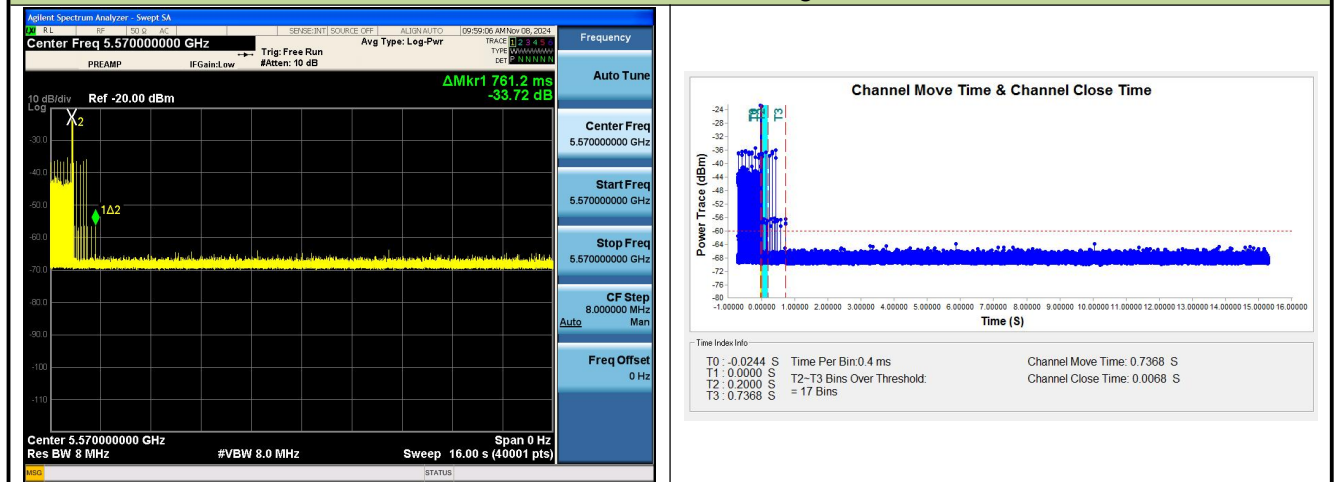 Agilent Spectrum Analyzer - Swept SA
RL RF 50 Ω AC SENSE:INT SOURCE OFF ALIGN AUTO 09:59:06 AM Nov 08, 2024
Center Freq 5.570000000 GHz
Avg Type: Log-Pwr
TRACE 1 2 3 4 5 6
TYPE WWWWWW
DET P N N N N N
PREAMP IFGain:Low
Trig: Free Run
#Atten: 10 dB
ΔMkr1 761.2 ms
-33.72 dB
10 dB/div Ref -20.00 dBm
Log
X2
-30.0
-40.0
-50.0
1Δ2
-60.0
-70.0
-80.0
-90.0
-100
-110
Center 5.570000000 GHz Span 0 Hz
Res BW 8 MHz #VBW 8.0 MHz Sweep 16.00 s (40001 pts)
MSG STATUS
Frequency
Auto Tune
Center Freq
5.570000000 GHz
Start Freq
5.570000000 GHz
Stop Freq
5.570000000 GHz
CF Step
8.000000 MHz
Auto Man
Freq Offset
0 Hz
Channel Move Time & Channel Close Time
T3
Power Trace (dBm)
-24
-28
-32
-36
-40
-44
-48
-52
-56
-60
-64
-68
-72
-76
-80
-1.00000 0.00000 1.00000 2.00000 3.00000 4.00000 5.00000 6.00000 7.00000 8.00000 9.00000 10.00000 11.00000 12.00000 13.00000 14.00000 15.00000 16.00000
Time (S)
Time Index Info
T0 : -0.0244 S Time Per Bin:0.4 ms Channel Move Time: 0.7368 S
T1 : 0.0000 S T2~T3 Bins Over Threshold: Channel Close Time: 0.0068 S
T2 : 0.2000 S = 17 Bins
T3 : 0.7368 S